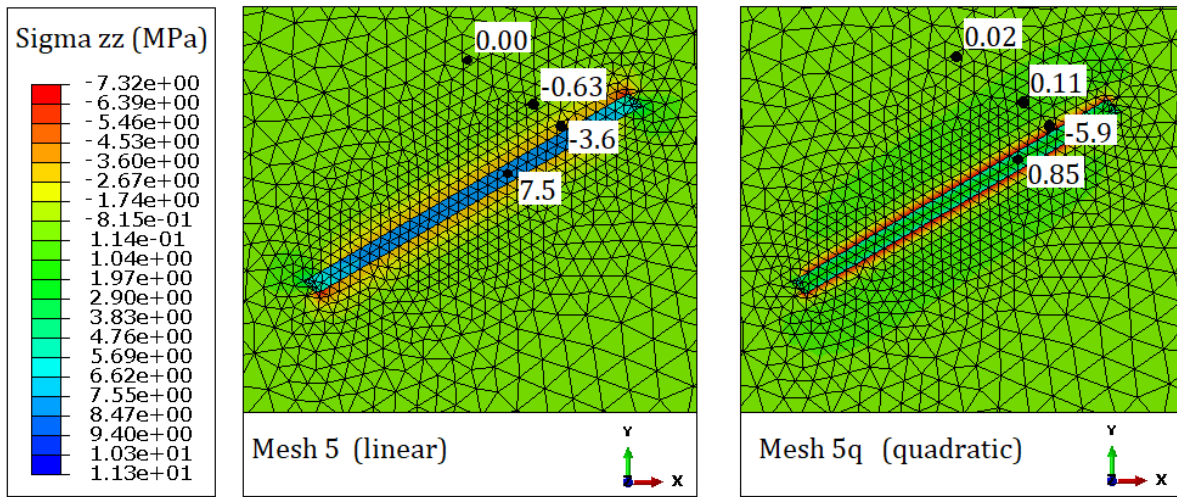 Sigma zz (MPa)
-7.32e+00
-6.39e+00
-5.46e+00
-4.53e+00
-3.60e+00
-2.67e+00
-1.74e+00
-8.15e-01
1.14e-01
1.04e+00
1.97e+00
2.90e+00
3.83e+00
4.76e+00
5.69e+00
6.62e+00
7.55e+00
8.47e+00
9.40e+00
1.03e+01
1.13e+01
0.00
-0.63
-3.6
7.5
Mesh 5 (linear)
Y
Z
X
0.02
0.11
-5.9
0.85
Mesh 5q (quadratic)
Y
Z
X